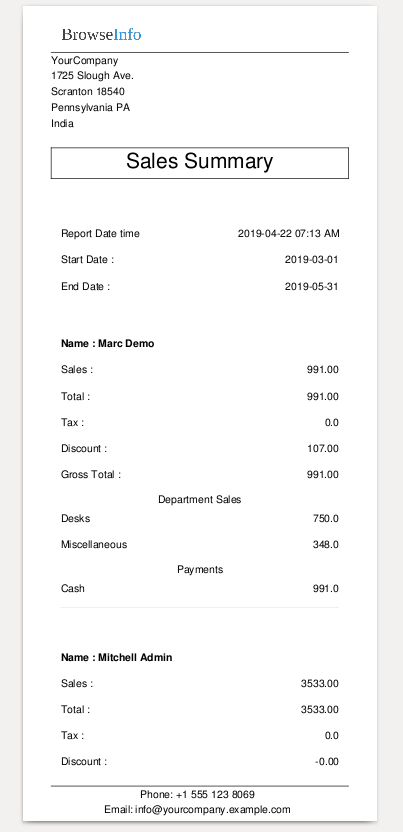 BrowseInfo
YourCompany
1725 Slough Ave.
Scranton 18540
Pennsylvania PA
India
Sales Summary
Report Date time 2019-04-22 07:13 AM
Start Date : 2019-03-01
End Date : 2019-05-31
Name : Marc Demo
Sales : 991.00
Total : 991.00
Tax : 0.0
Discount : 107.00
Gross Total : 991.00
Department Sales
Desks 750.0
Miscellaneous 348.0
Payments
Cash 991.0
Name : Mitchell Admin
Sales : 3533.00
Total : 3533.00
Tax : 0.0
Discount : -0.00
Phone: +1 555 123 8069
Email: info@yourcompany.example.com